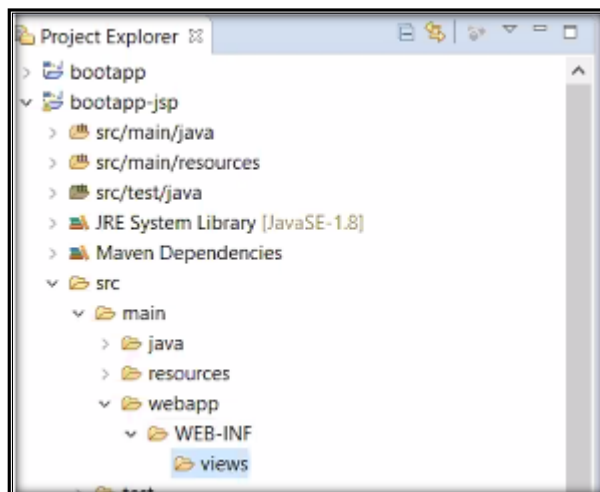 Project Explorer
bootapp
bootapp-jsp
src/main/java
src/main/resources
src/test/java
JRE System Library [JavaSE-1.8]
Maven Dependencies
src
main
java
resources
webapp
WEB-INF
views